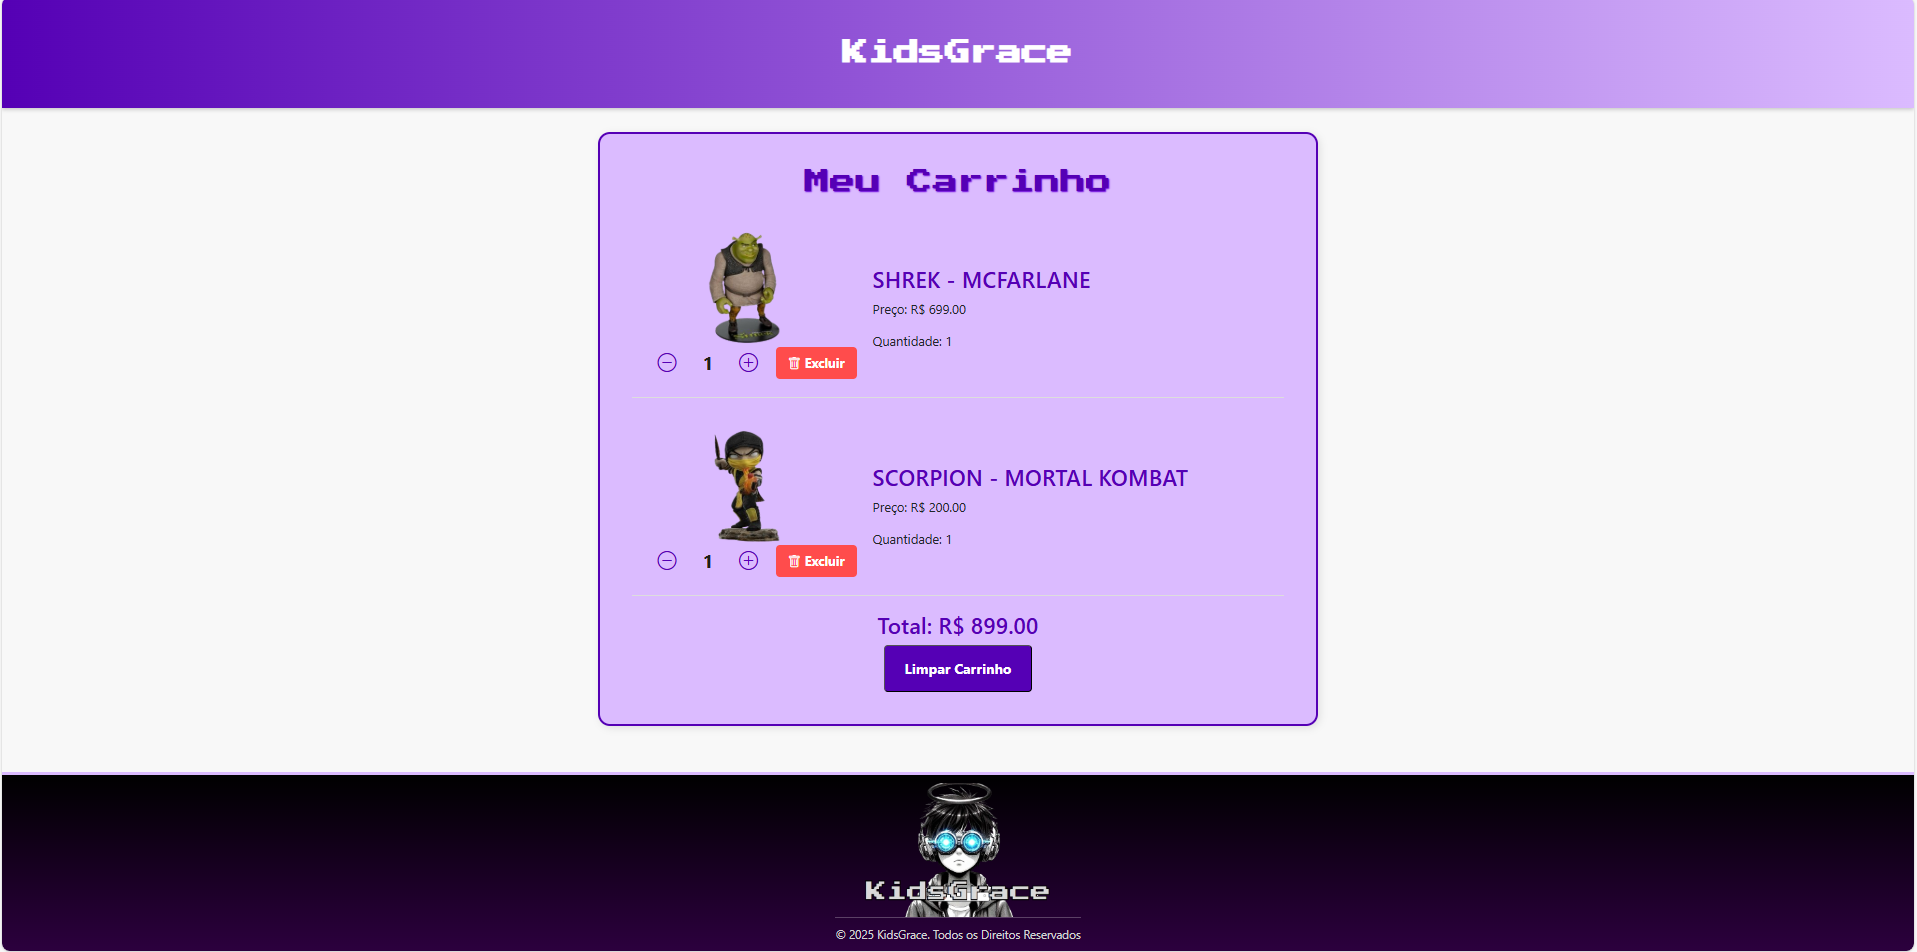 KidsGrace
Meu Carrinho
SHREK - MCFARLANE
Preço: R$ 699.00
Quantidade: 1
1
Excluir
SCORPION - MORTAL KOMBAT
Preço: R$ 200.00
Quantidade: 1
1
Excluir
Total: R$ 899.00
Limpar Carrinho
KidsGrace
© 2025 KidsGrace. Todos os Direitos Reservados